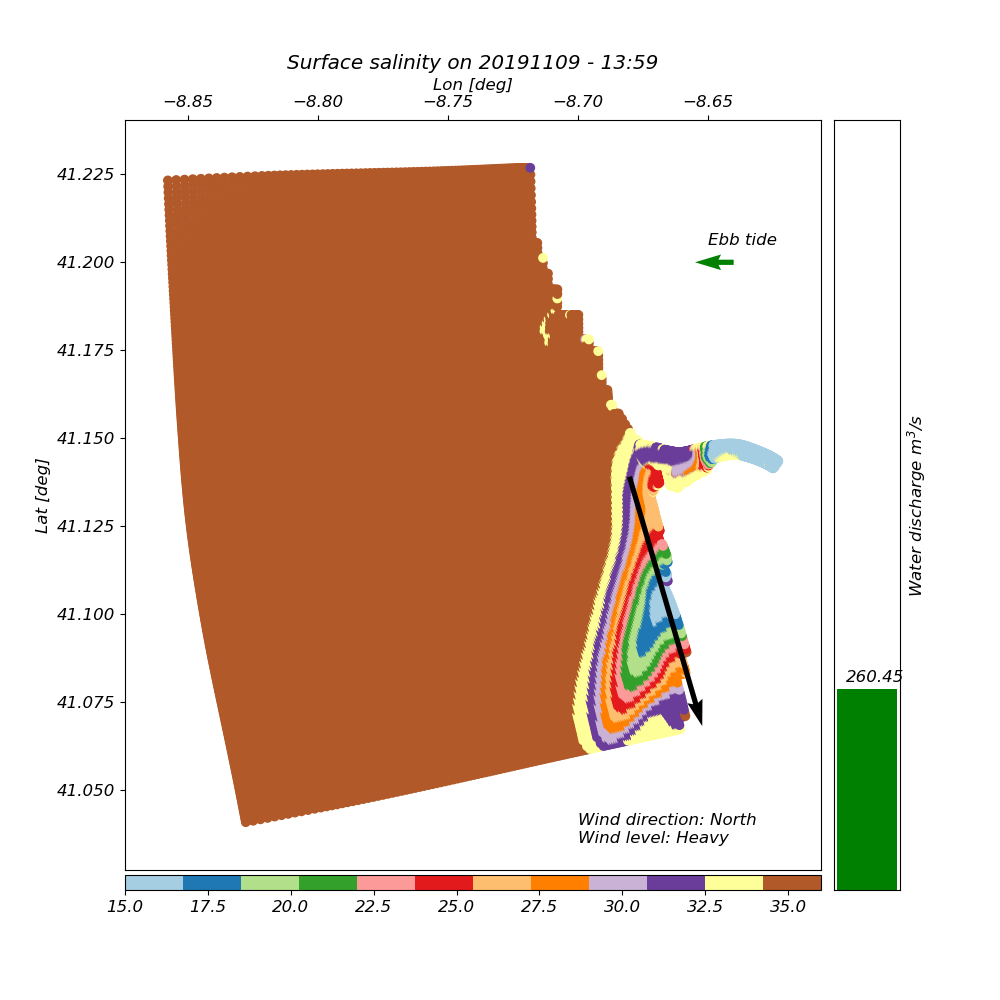 Surface salinity on 20191109 - 13:59
Lon [deg]
−8.85 −8.80 −8.75 −8.70 −8.65
41.225
41.200
41.175
41.150
41.125
41.100
41.075
41.050
Lat [deg]
Ebb tide
Water discharge m³/s
260.45
Wind direction: North
Wind level: Heavy
15.0 17.5 20.0 22.5 25.0 27.5 30.0 32.5 35.0